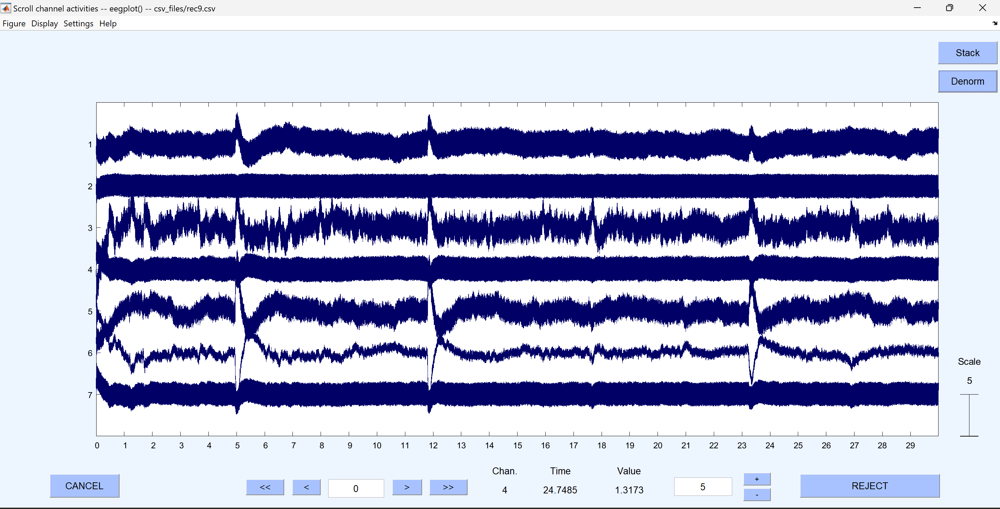 Scroll channel activities -- eegplot() -- csv_files/rec9.csv
Figure Display Settings Help
Stack
Denorm
1
2
3
4
5
6
7
Scale
5
0 1 2 3 4 5 6 7 8 9 10 11 12 13 14 15 16 17 18 19 20 21 22 23 24 25 26 27 28 29
Chan. Time Value
CANCEL << < 0 > >> 4 24.7485 1.3173 5 + - REJECT